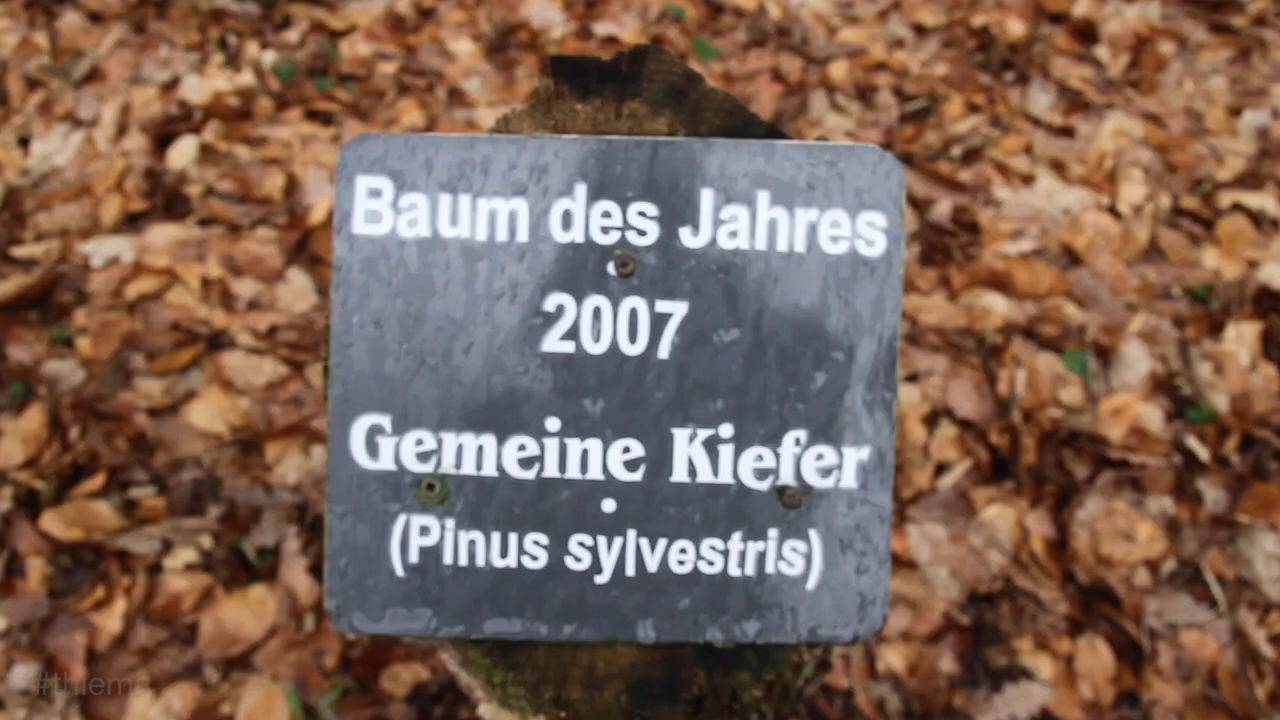 Baum des Jahres
2007
Gemeine Kiefer
(Pinus sylvestris)